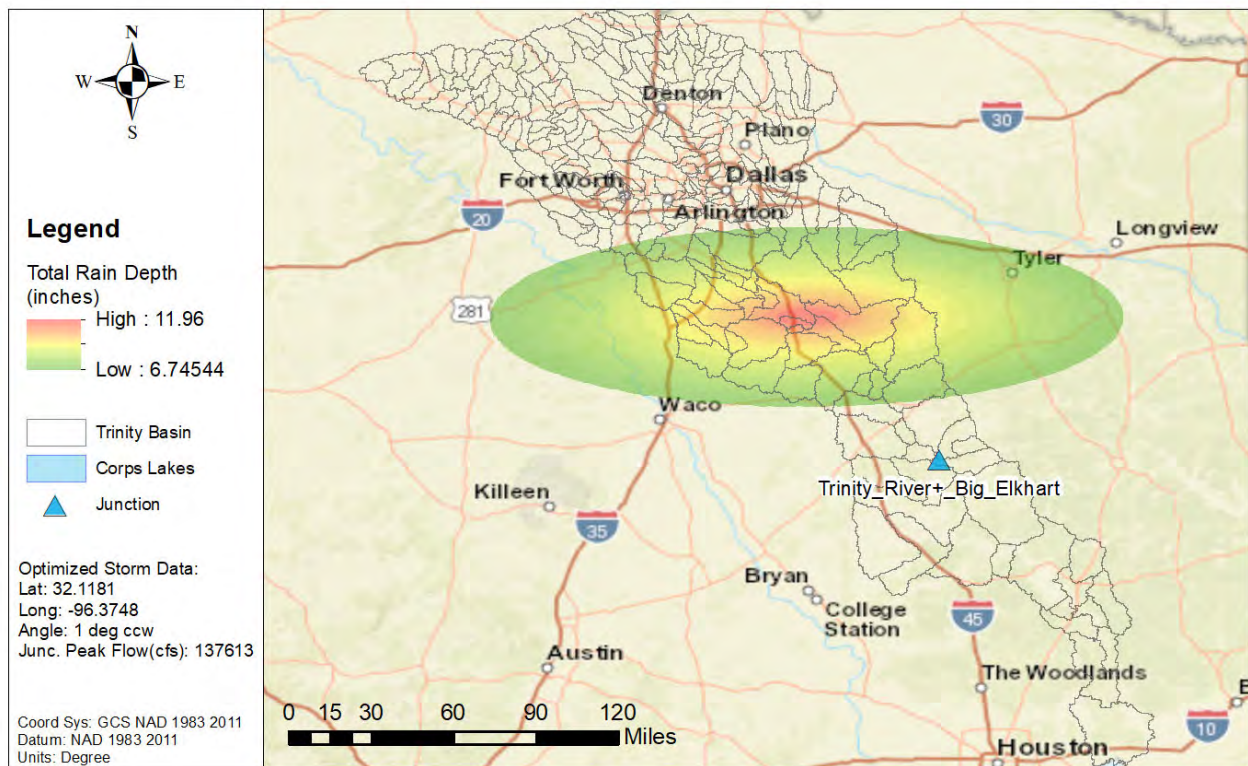 N
W
E
S
Legend
Total Rain Depth
(inches)
High : 11.96
Low : 6.74544
Trinity Basin
Corps Lakes
Junction
Optimized Storm Data:
Lat: 32.1181
Long: -96.3748
Angle: 1 deg ccw
Junc. Peak Flow(cfs): 137613
Coord Sys: GCS NAD 1983 2011
Datum: NAD 1983 2011
Units: Degree
Denton
Plano
30
Dallas
Fort Worth
Arlington
20
Longview
Tyler
281
Waco
Trinity_River+_Big_Elkhart
Killeen
35
Bryan
College
Station
45
Austin
The Woodlands
0 15 30 60 90 120
Miles
10
Houston